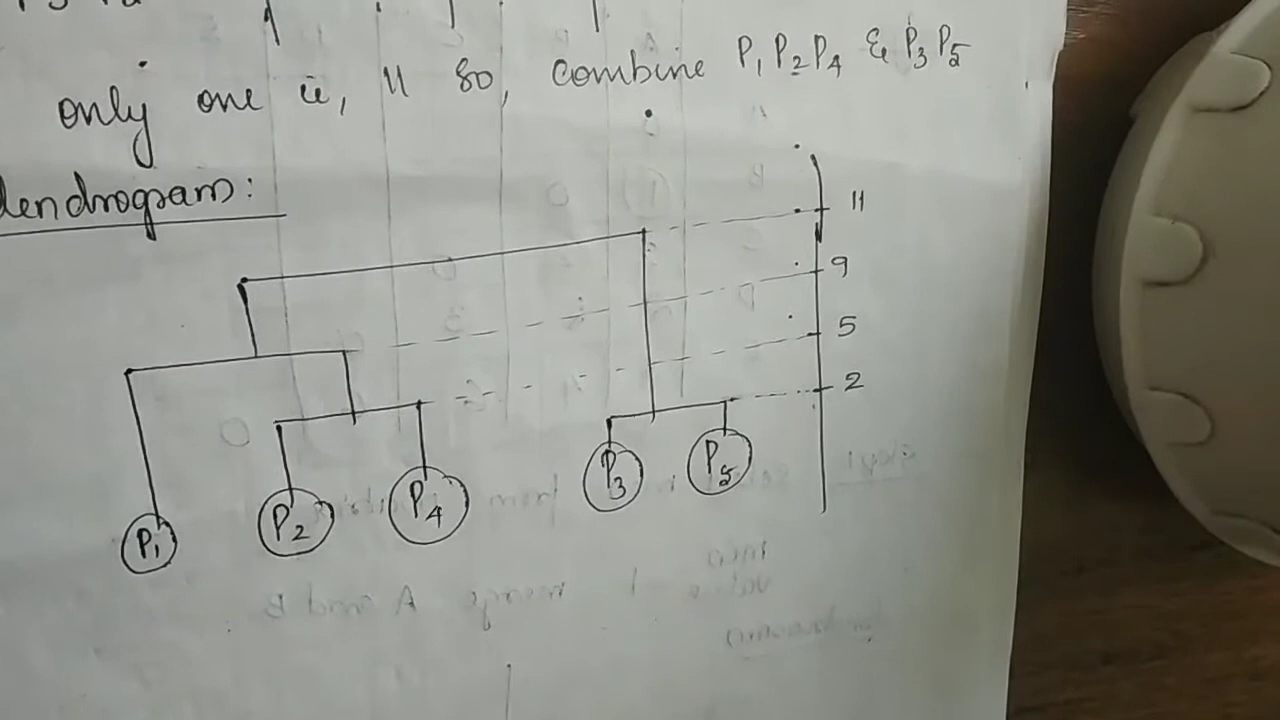 only one ie, 11 so, combine P1 P2 P4 & P3 P5
dendrogram:
11
9
5
2
P1 P2 P4 P3 P5